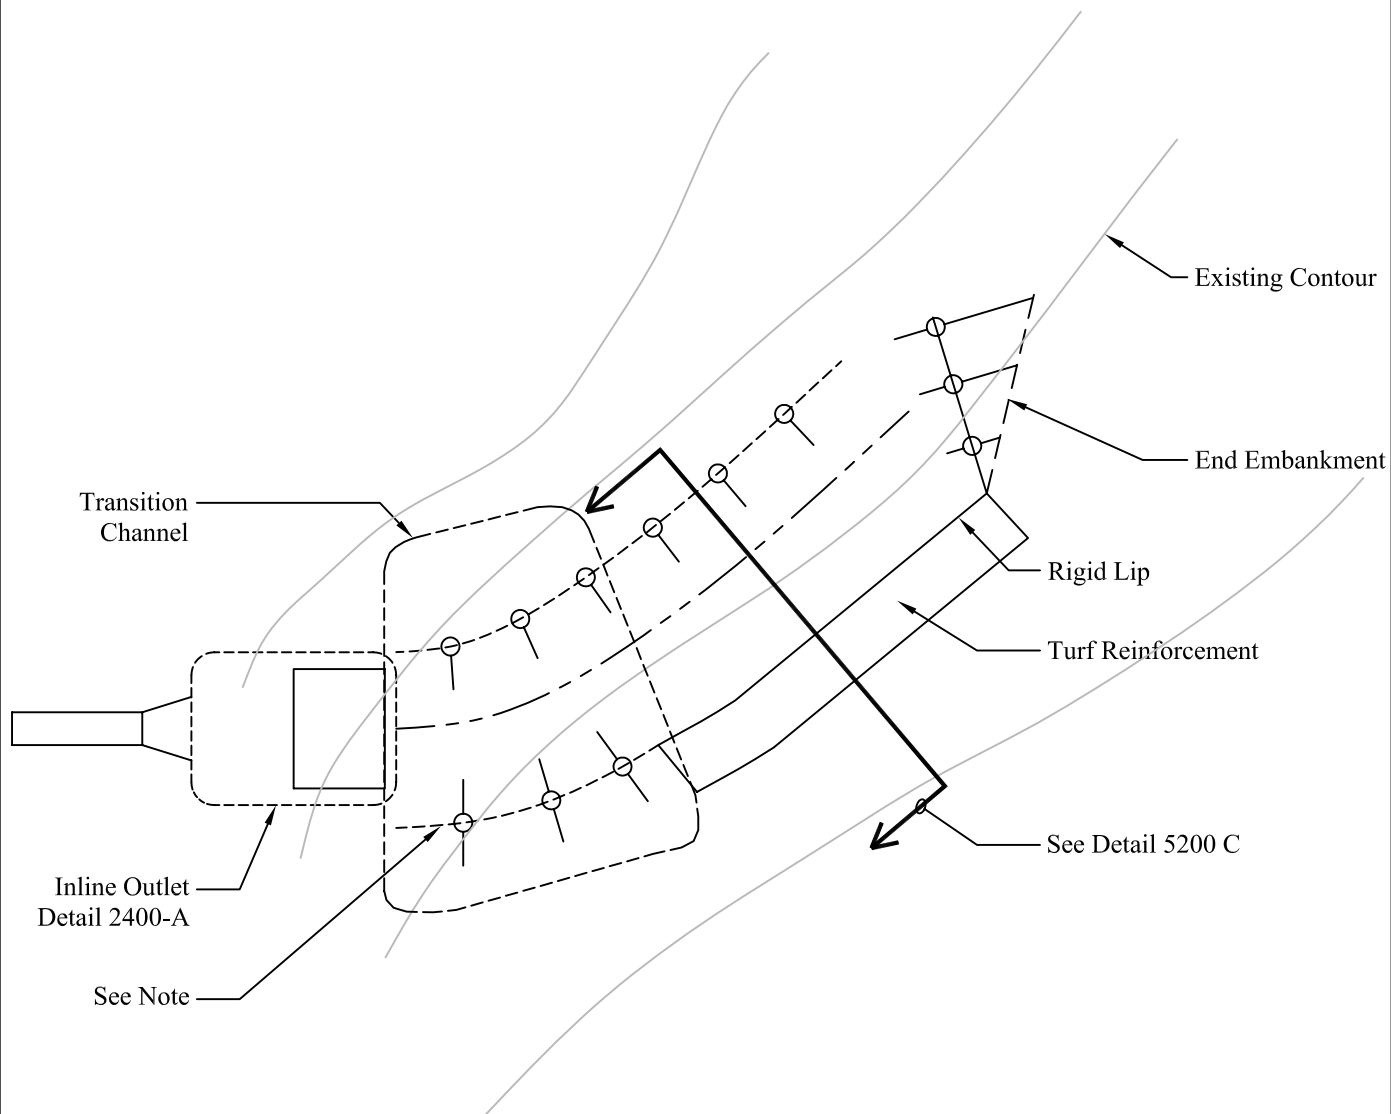 Existing Contour
End Embankment
Transition
Channel
Rigid Lip
Turf Reinforcement
See Detail 5200 C
Inline Outlet
Detail 2400-A
See Note